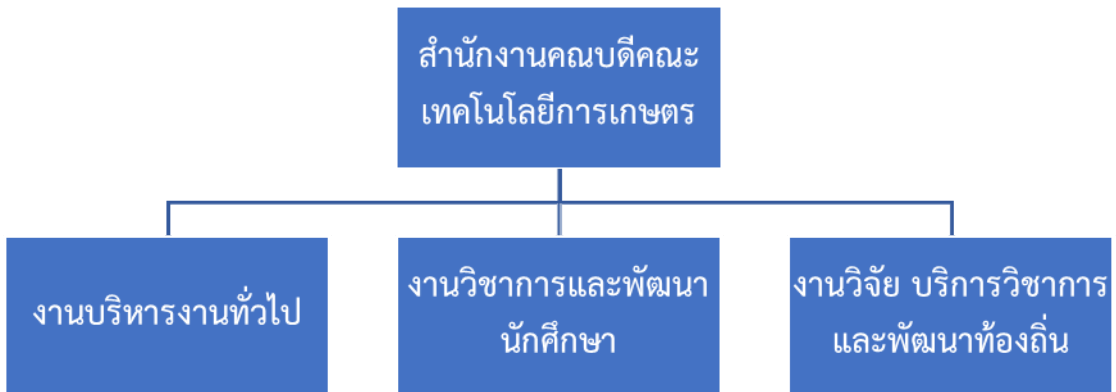 สำนักงานคณบดีคณะ
เทคโนโลยีการเกษตร
งานบริหารงานทั่วไป
งานวิชาการและพัฒนา
นักศึกษา
งานวิจัย บริการวิชาการ
และพัฒนาท้องถิ่น